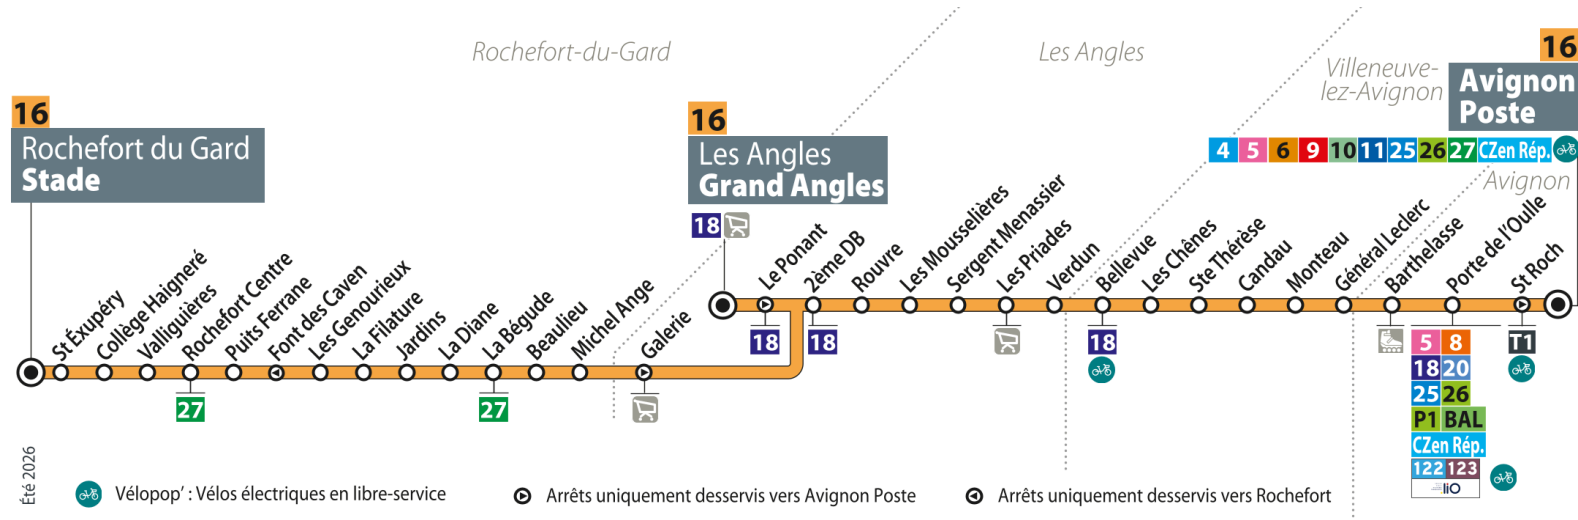 Rochefort-du-Gard
Les Angles
Villeneuve-
lez-Avignon
Avignon
16
Rochefort du Gard
Stade
16
Les Angles
Grand Angles
18
16
Avignon
Poste
4 5 6 9 10 11 25 26 27 CZen Rép.
St Éxupéry
Collège Haigneré
Valliguières
Rochefort Centre
27
Puits Ferrane
Font des Caven
Les Genourieux
La Filature
Jardins
La Diane
La Bégude
27
Beaulieu
Michel Ange
Galerie
Le Ponant
18
2ème DB
18
Rouvre
Les Mousselières
Sergent Menassier
Les Priades
Verdun
Bellevue
18
Les Chênes
Ste Thérèse
Candau
Monteau
Général Leclerc
Barthelasse
Porte de l'Oulle
5 8
18 20
25 26
P1 BAL
CZen Rép.
122 123
liO
St Roch
T1
Été 2026
Vélopop' : Vélos électriques en libre-service
Arrêts uniquement desservis vers Avignon Poste
Arrêts uniquement desservis vers Rochefort